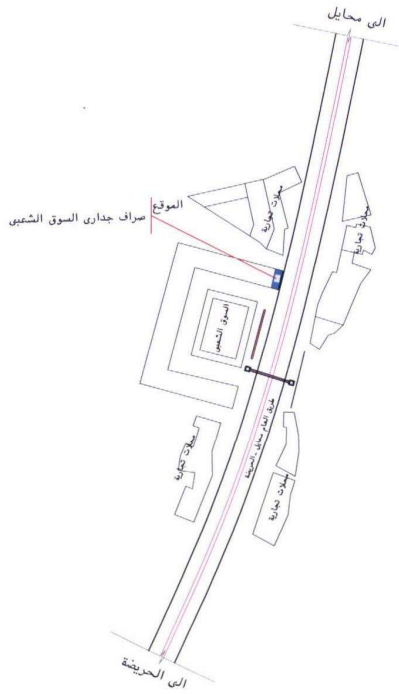 الى محايل
محلات تجارية
محلات تجارية
الموقع
صراف جدارى السوق الشعبى
السوق الشعبى
طريق العام محايل - الحريضة
محلات تجارية
محلات تجارية
الى الحريضة